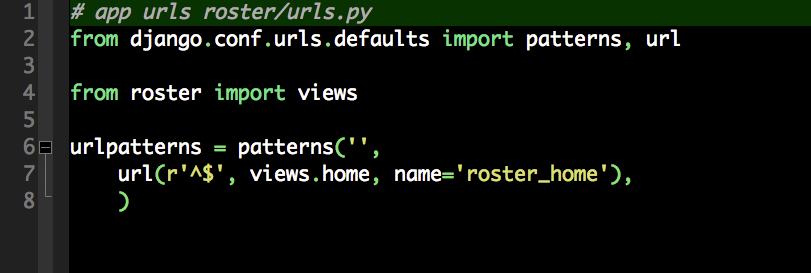 1 # app urls roster/urls.py
2 from django.conf.urls.defaults import patterns, url
3
4 from roster import views
5
6 urlpatterns = patterns('',
7     url(r'^$', views.home, name='roster_home'),
8     )